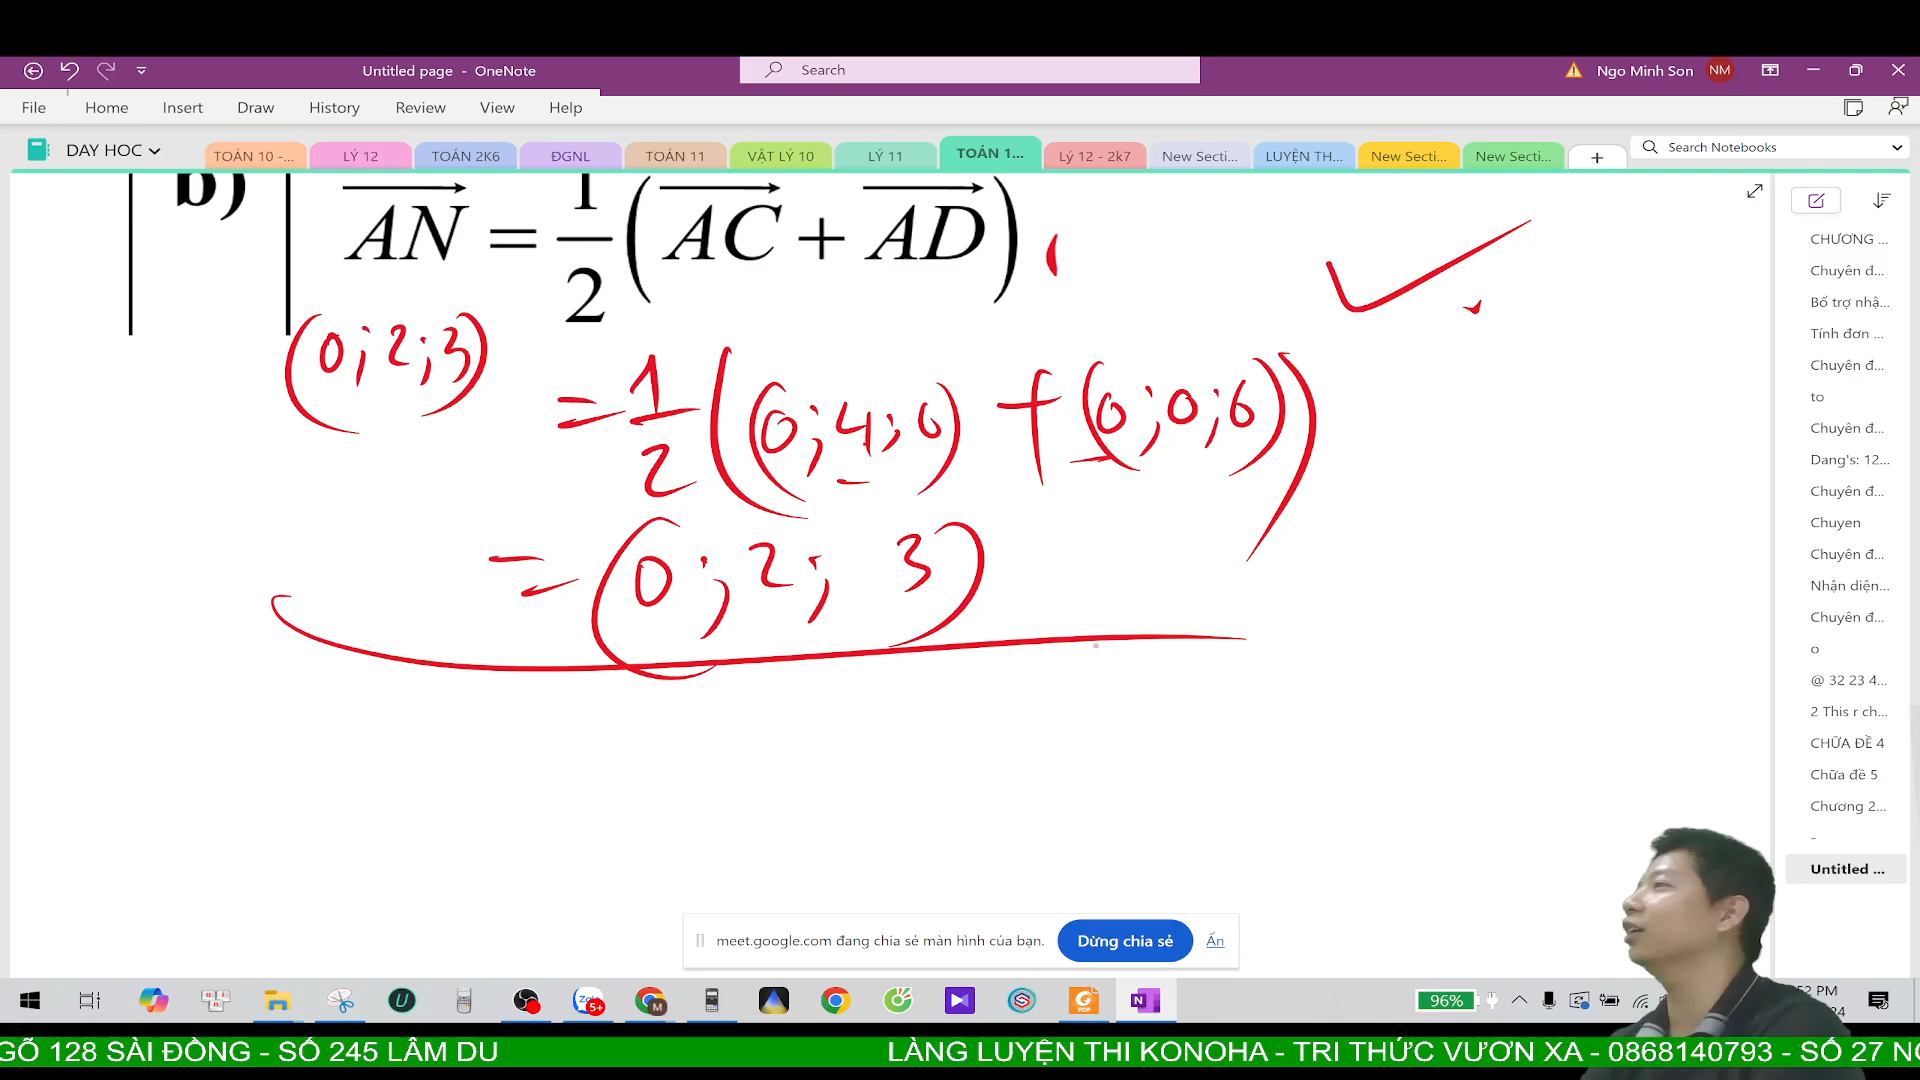 Untitled page - OneNote
Search
Ngo Minh Son
NM
File
Home
Insert
Draw
History
Review
View
Help
DAY HOC
TOÁN 10 -...
LÝ 12
TOÁN 2K6
ĐGNL
TOÁN 11
VẬT LÝ 10
LÝ 11
TOÁN 1...
Lý 12 - 2k7
New Secti...
LUYỆN TH...
New Secti...
New Secti...
+
Search Notebooks
b) AN = 1/2 (AC + AD)
(0;2;3) = 1/2 ((0;4;0) + (0;0;6))
= (0;2;3)
CHƯƠNG ...
Chuyên đ...
Bổ trợ nhậ...
Tính đơn ...
Chuyên đ...
to
Chuyên đ...
Dang's: 12...
Chuyên đ...
Chuyen
Chuyên đ...
Nhận diện...
Chuyên đ...
o
@ 32 23 4...
2 This r ch...
CHỮA ĐỀ 4
Chữa đề 5
Chương 2...
-
Untitled ...
meet.google.com đang chia sẻ màn hình của bạn.
Dừng chia sẻ
Ẩn
96%
:52 PM
GÕ 128 SÀI ĐỒNG - SỐ 245 LÂM DU
LÀNG LUYỆN THI KONOHA - TRI THỨC VƯƠN XA - 0868140793 - SỐ 27 NG